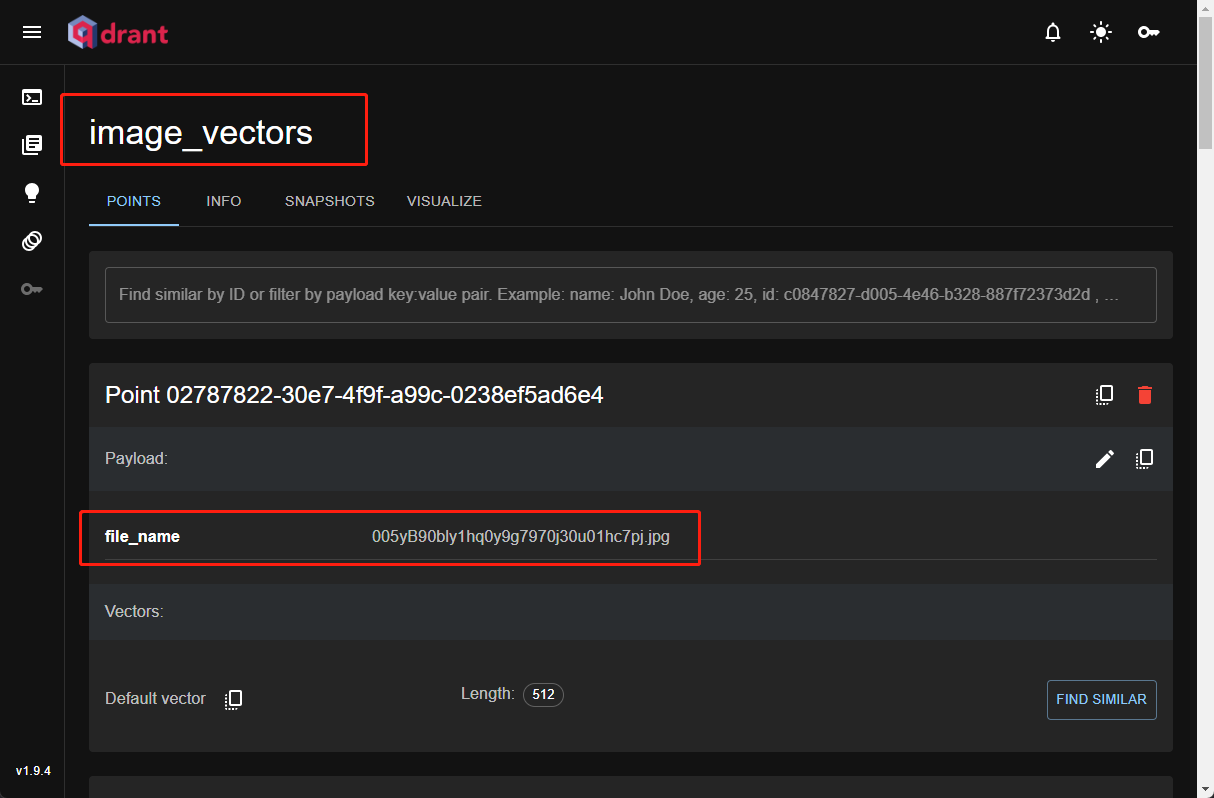 qdrant
image_vectors
POINTS INFO SNAPSHOTS VISUALIZE
Find similar by ID or filter by payload key:value pair. Example: name: John Doe, age: 25, id: c0847827-d005-4e46-b328-887f72373d2d , ...
Point 02787822-30e7-4f9f-a99c-0238ef5ad6e4
Payload:
file_name 005yB90bly1hq0y9g7970j30u01hc7pj.jpg
Vectors:
Default vector Length: 512 FIND SIMILAR
v1.9.4